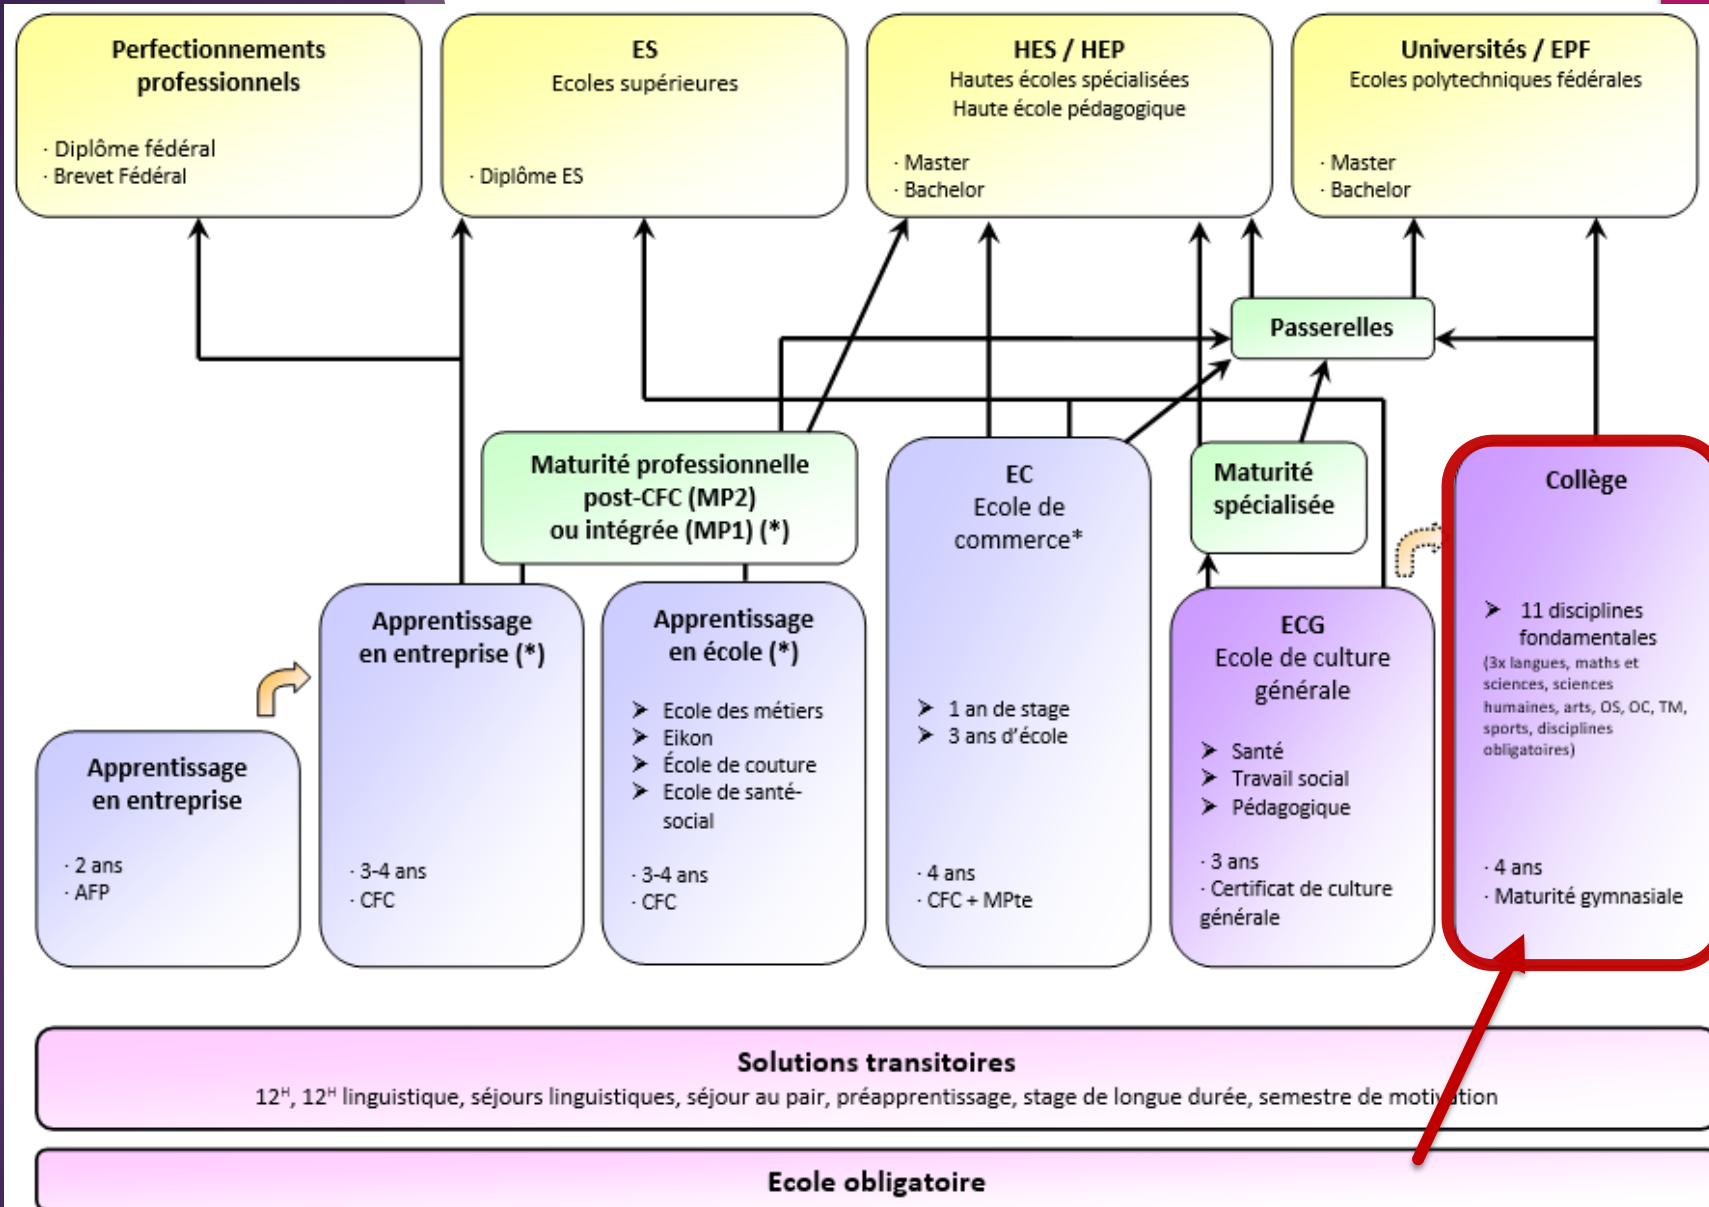 Perfectionnements
professionnels
· Diplôme fédéral
· Brevet Fédéral
ES
Ecoles supérieures
· Diplôme ES
HES / HEP
Hautes écoles spécialisées
Haute école pédagogique
· Master
· Bachelor
Universités / EPF
Ecoles polytechniques fédérales
· Master
· Bachelor
Passerelles
Maturité professionnelle
post-CFC (MP2)
ou intégrée (MP1) (*)
Maturité
spécialisée
Apprentissage
en entreprise
· 2 ans
· AFP
Apprentissage
en entreprise (*)
· 3-4 ans
· CFC
Apprentissage
en école (*)
➤ Ecole des métiers
➤ Eikon
➤ École de couture
➤ Ecole de santé-
social
· 3-4 ans
· CFC
EC
Ecole de
commerce*
➤ 1 an de stage
➤ 3 ans d'école
· 4 ans
· CFC + MPte
ECG
Ecole de culture
générale
➤ Santé
➤ Travail social
➤ Pédagogique
· 3 ans
· Certificat de culture
générale
Collège
➤ 11 disciplines
fondamentales
(3x langues, maths et
sciences, sciences
humaines, arts, OS, OC, TM,
sports, disciplines
obligatoires)
· 4 ans
· Maturité gymnasiale
Solutions transitoires
12ᴴ, 12ᴴ linguistique, séjours linguistiques, séjour au pair, préapprentissage, stage de longue durée, semestre de motivation
Ecole obligatoire